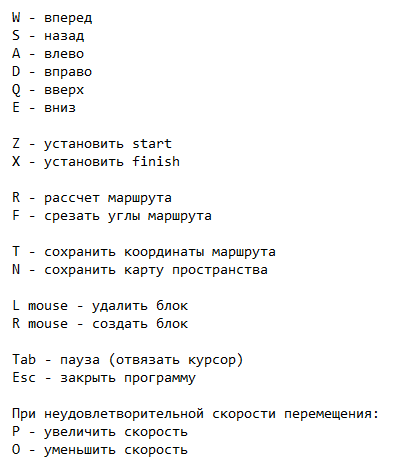 W - вперед
S - назад
A - влево
D - вправо
Q - вверх
E - вниз
Z - установить start
X - установить finish
R - рассчет маршрута
F - срезать углы маршрута
T - сохранить координаты маршрута
N - сохранить карту пространства
L mouse - удалить блок
R mouse - создать блок
Tab - пауза (отвязать курсор)
Esc - закрыть программу
При неудовлетворительной скорости перемещения:
P - увеличить скорость
O - уменьшить скорость